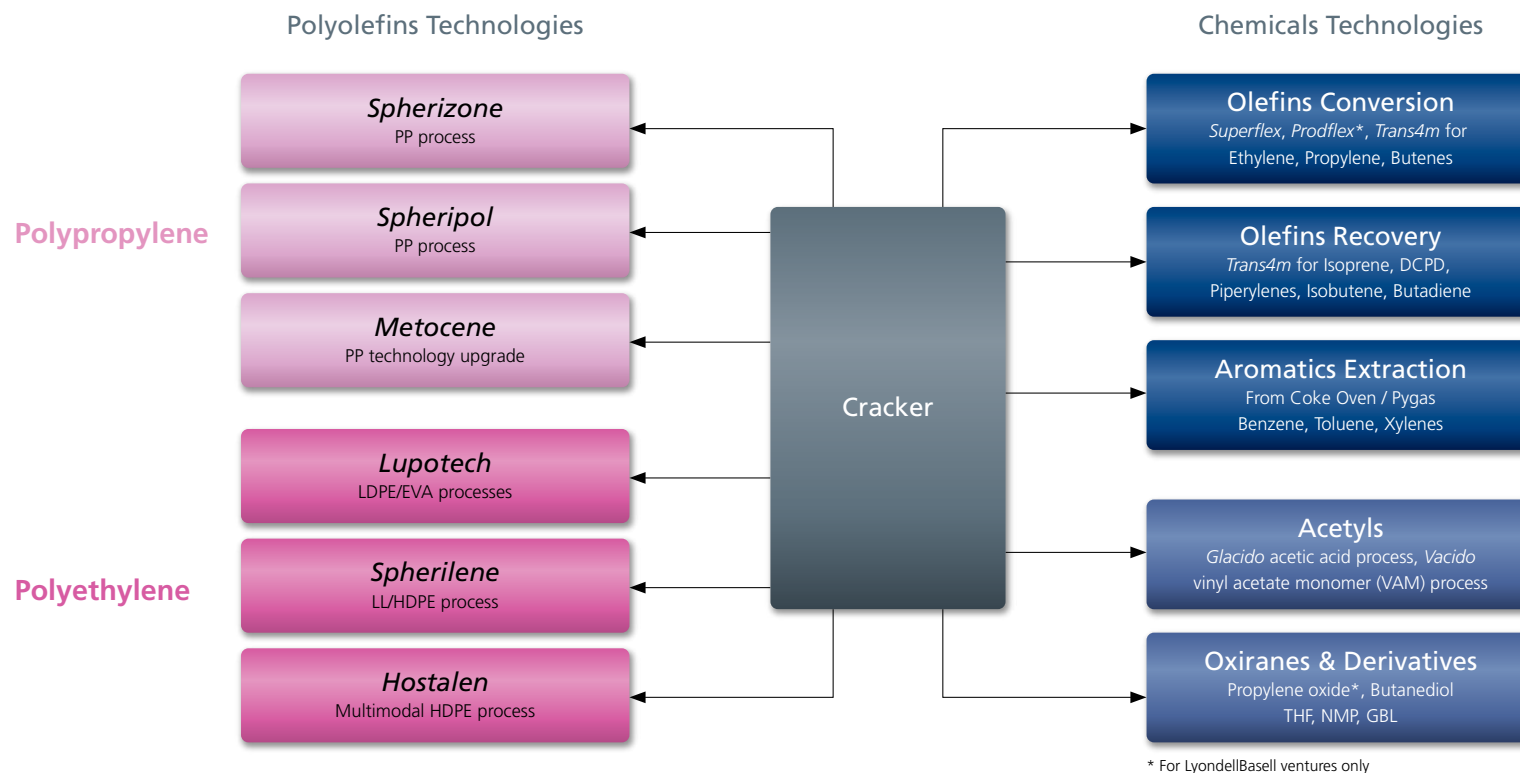 Polyolefins Technologies
Chemicals Technologies
Polypropylene
Spherizone
PP process
Spheripol
PP process
Metocene
PP technology upgrade
Polyethylene
Lupotech
LDPE/EVA processes
Spherilene
LL/HDPE process
Hostalen
Multimodal HDPE process
Cracker
Olefins Conversion
Superflex, Prodflex*, Trans4m for
Ethylene, Propylene, Butenes
Olefins Recovery
Trans4m for Isoprene, DCPD,
Piperylenes, Isobutene, Butadiene
Aromatics Extraction
From Coke Oven / Pygas
Benzene, Toluene, Xylenes
Acetyls
Glacido acetic acid process, Vacido
vinyl acetate monomer (VAM) process
Oxiranes & Derivatives
Propylene oxide*, Butanediol
THF, NMP, GBL
* For LyondellBasell ventures only